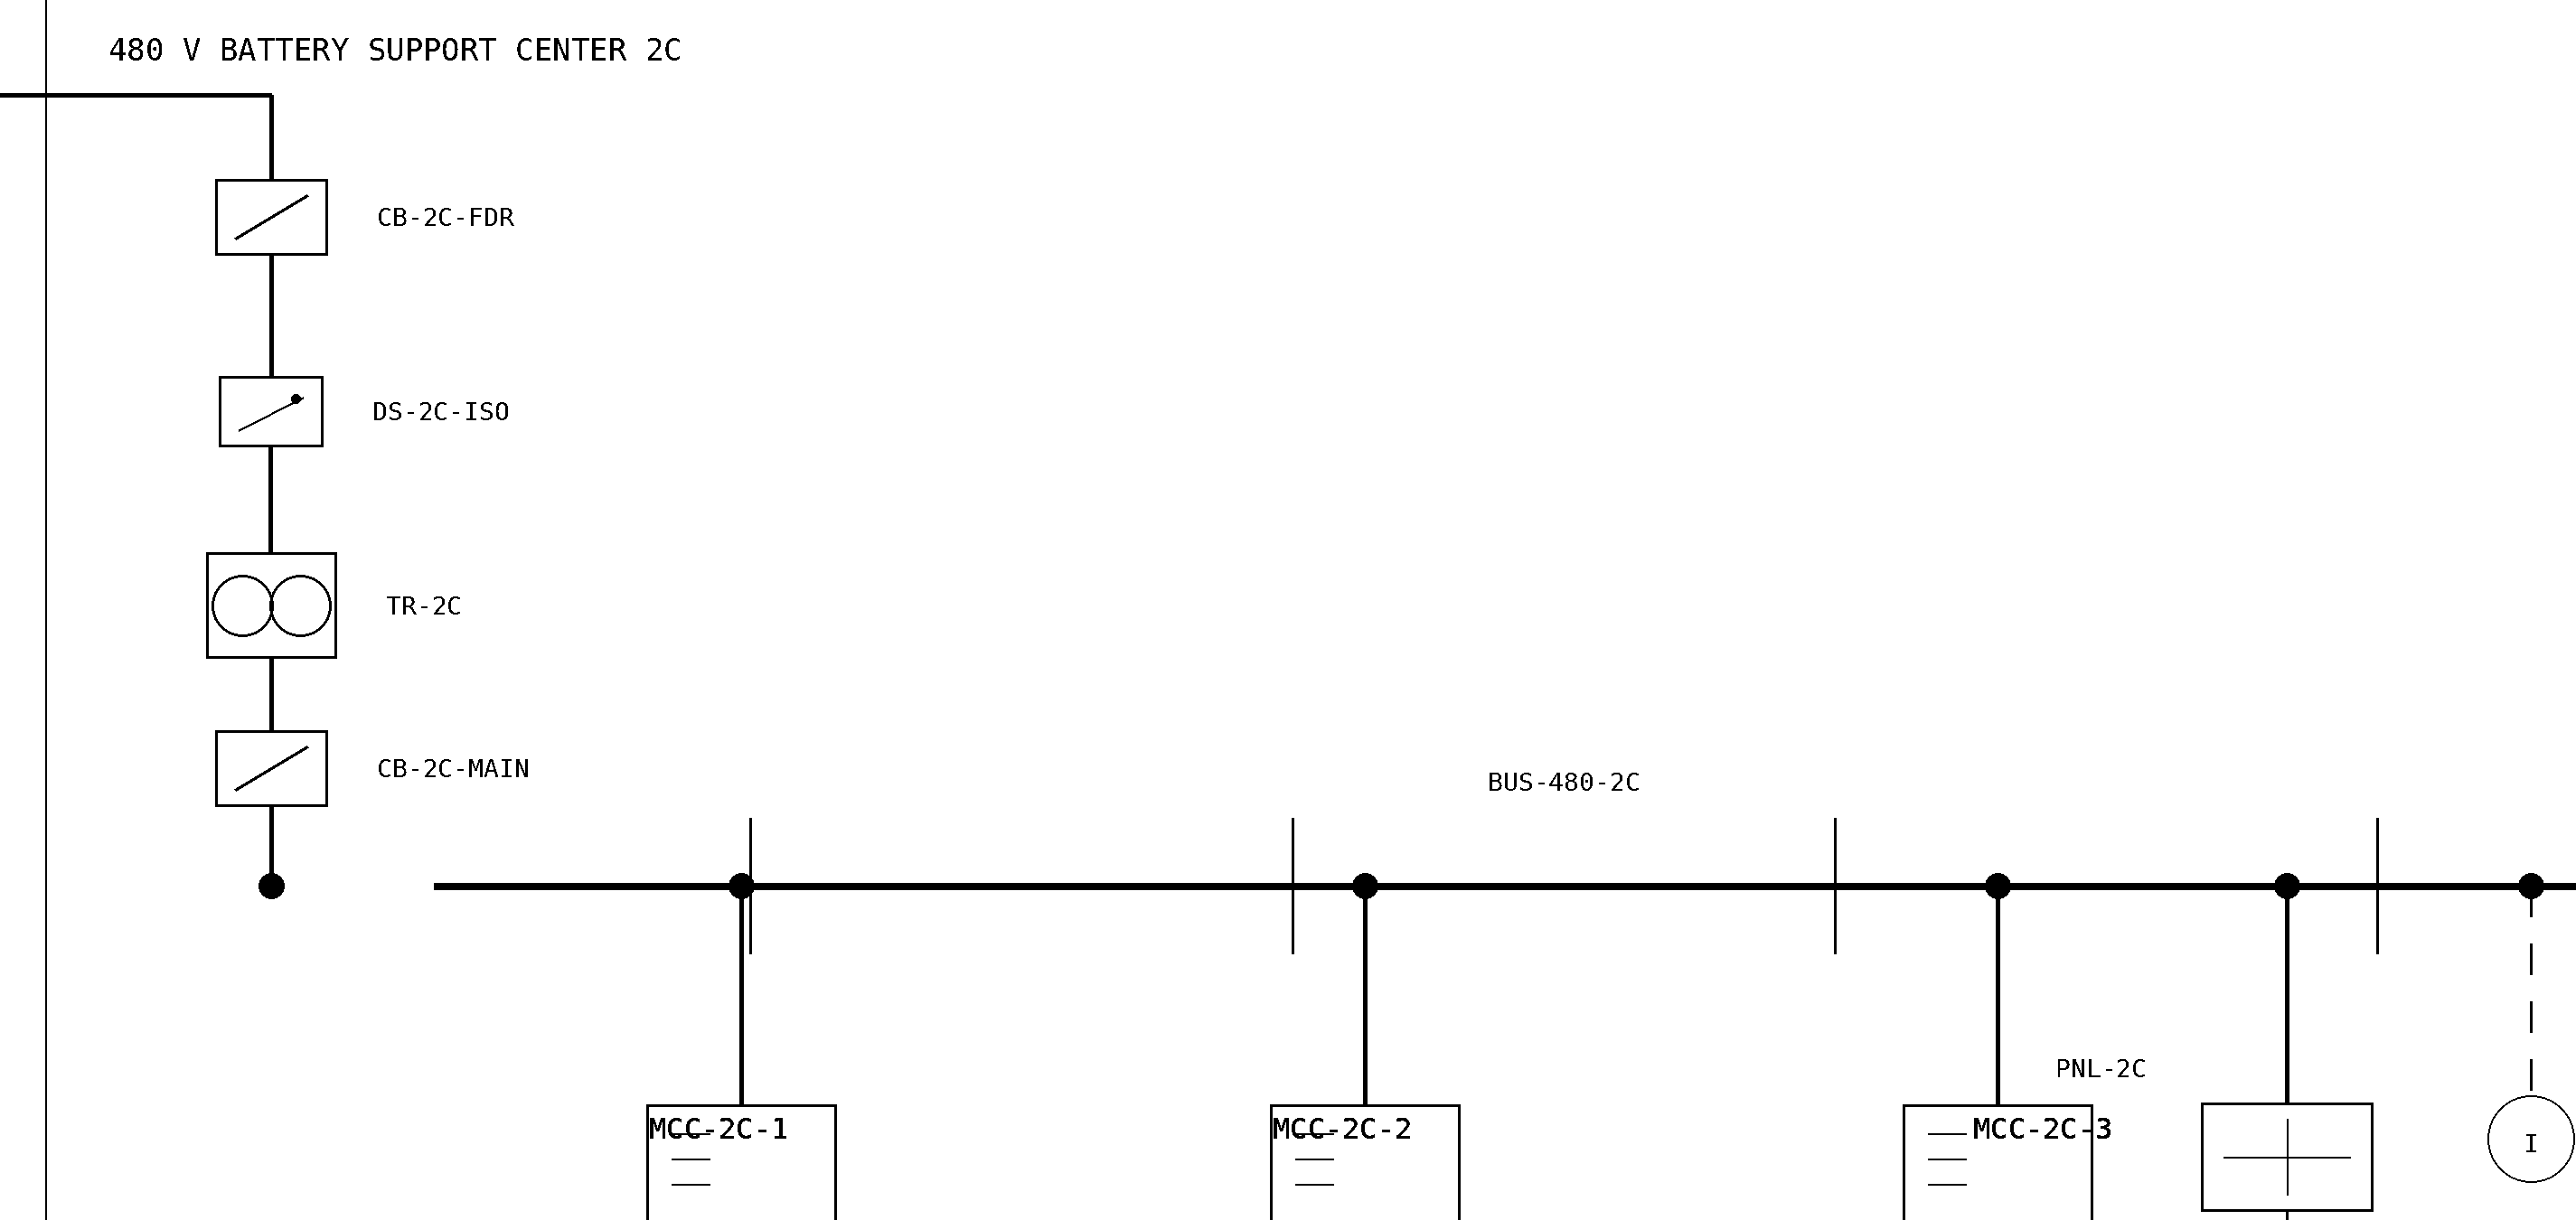 480 V BATTERY SUPPORT CENTER 2C
CB-2C-FDR
DS-2C-ISO
TR-2C
CB-2C-MAIN
BUS-480-2C
PNL-2C
MCC-2C-1
MCC-2C-2
MCC-2C-3
I